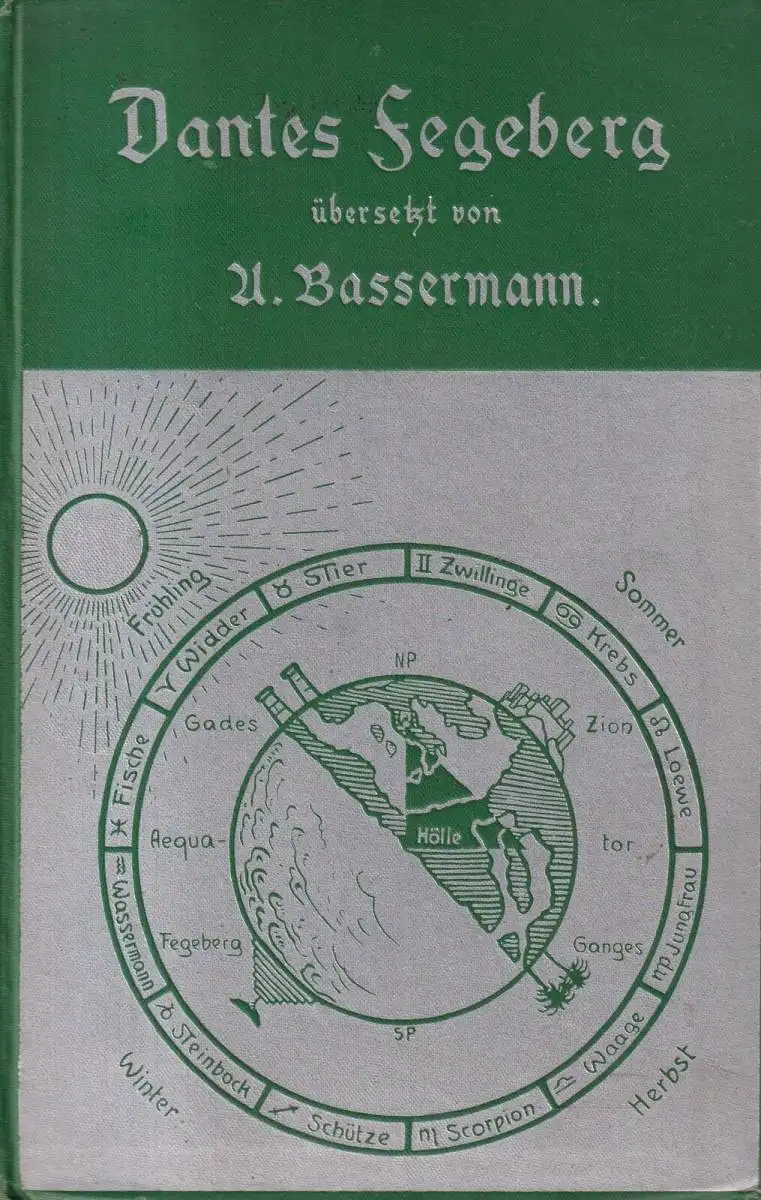 Dantes Fegeberg
übersetzt von
A. Bassermann.
Frühling
Sommer
♉ Stier
♊ Zwillinge
♈ Widder
♋ Krebs
NP
Gades
Zion
♓ Fische
♌ Loewe
Aequa-
Hölle
tor
♒ Wassermann
♍ Jungfrau
Fegeberg
Ganges
SP
♑ Steinbock
♎ Waage
♐ Schütze
♏ Scorpion
Winter
Herbst